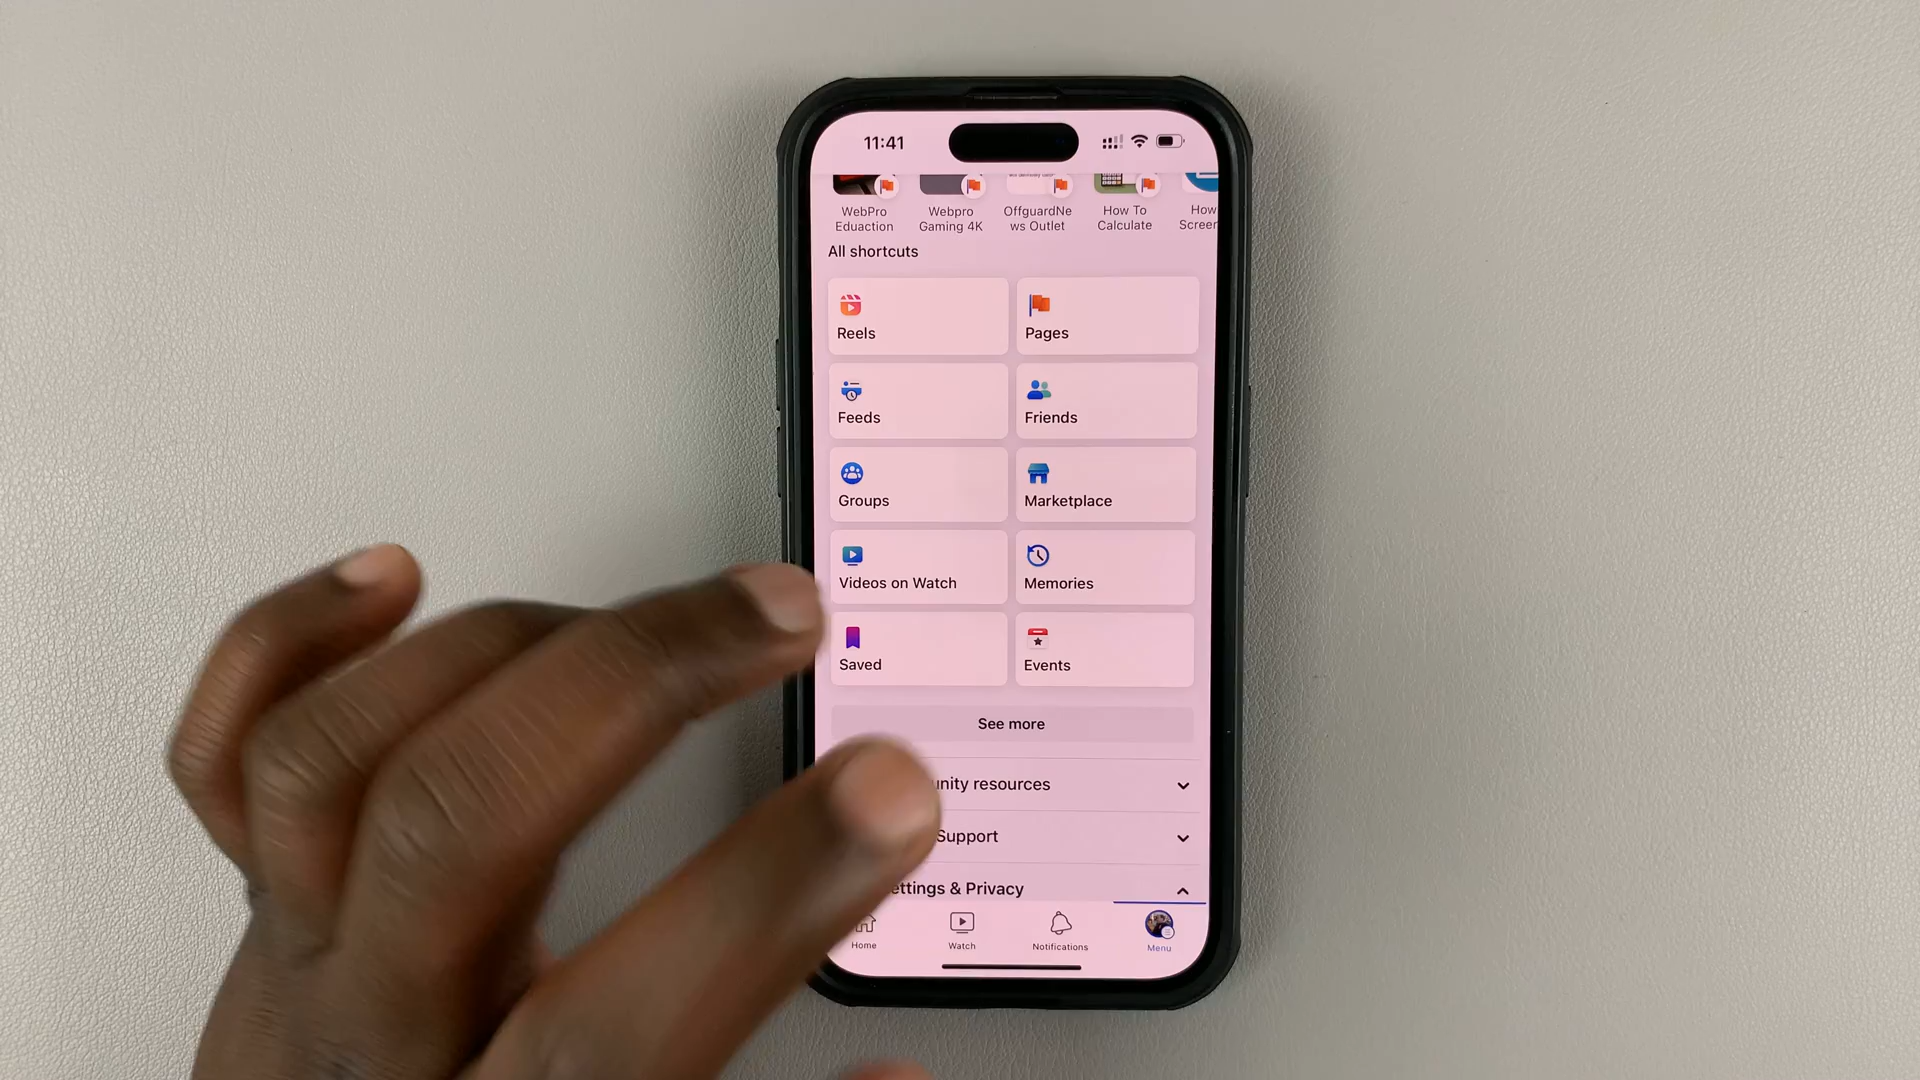 11:41
WebPro
Eduaction
Webpro
Gaming 4K
OffguardNe
ws Outlet
How To
Calculate
How
Screen
All shortcuts
Reels
Pages
Feeds
Friends
Groups
Marketplace
Videos on Watch
Memories
Saved
Events
See more
unity resources
Support
ettings & Privacy
Home
Watch
Notifications
Menu